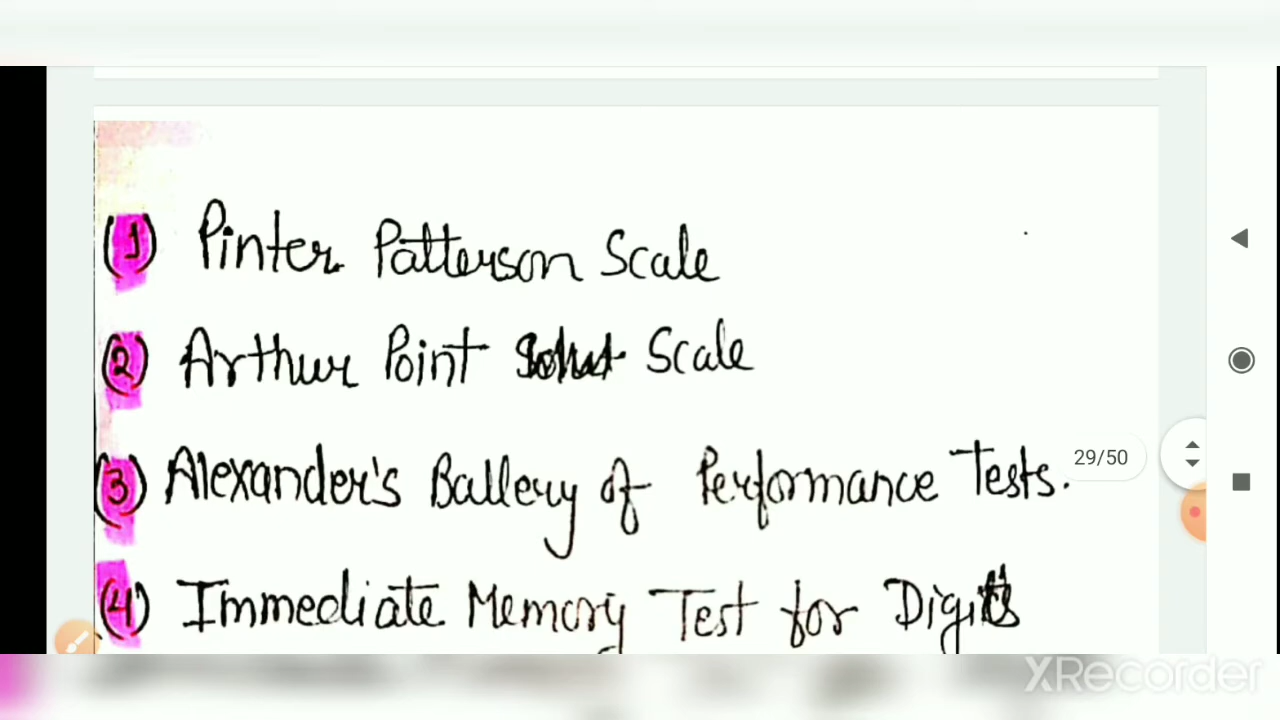 (1) Pinter Patterson Scale
(2) Arthur Point Scale
(3) Alexander's Ballery of Performance Tests.
29/50
(4) Immediate Memory Test for Digits
XRecorder